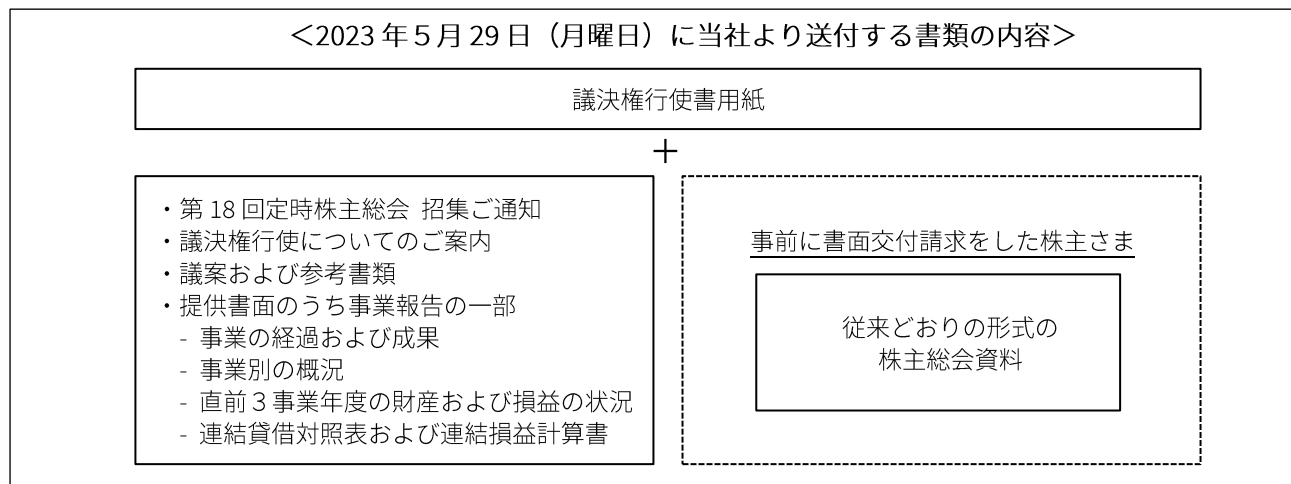 ＜2023年５月29日（月曜日）に当社より送付する書類の内容＞
議決権行使書用紙
＋
・第18回定時株主総会 招集ご通知
・議決権行使についてのご案内
・議案および参考書類
・提供書面のうち事業報告の一部
- 事業の経過および成果
- 事業別の概況
- 直前３事業年度の財産および損益の状況
- 連結貸借対照表および連結損益計算書
事前に書面交付請求をした株主さま
従来どおりの形式の
株主総会資料